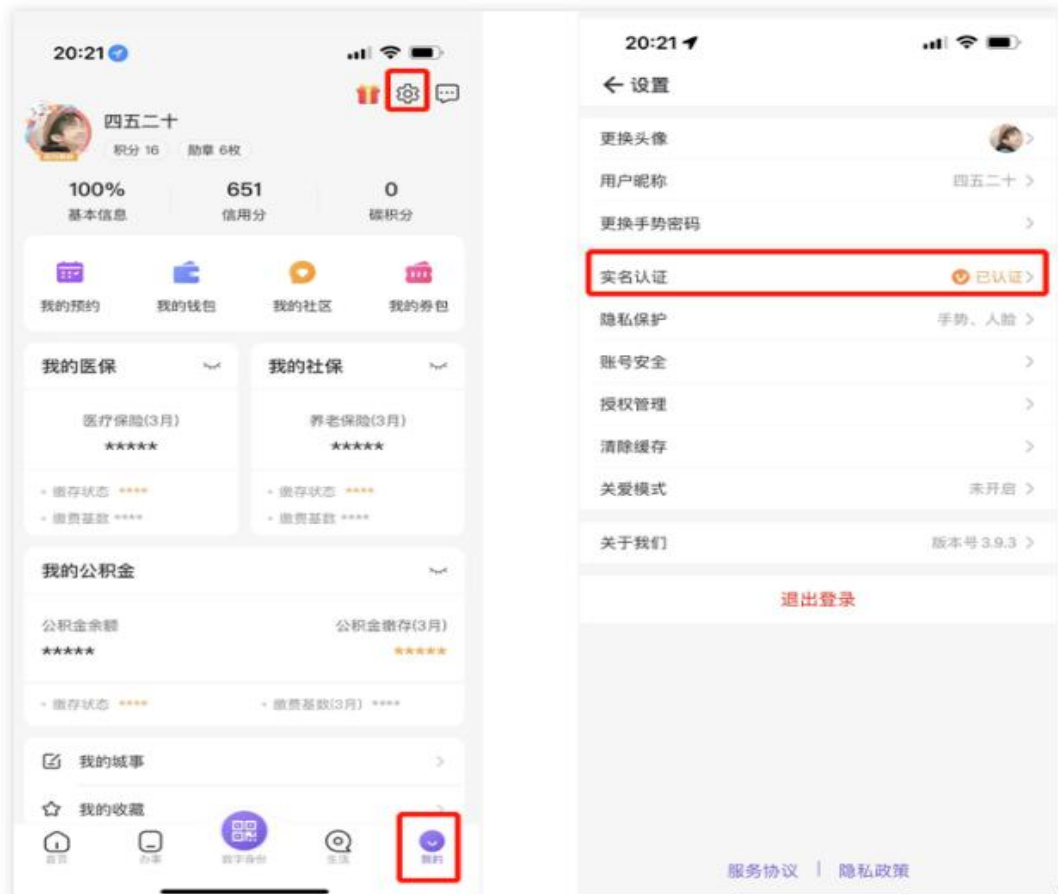 20:21
四五二十
积分 16 勋章 6枚
100% 651 0
基本信息 信用分 碳积分
我的预约 我的钱包 我的社区 我的券包
我的医保 我的社保
医疗保险(3月) 养老保险(3月)
***** *****
缴存状态 **** 缴存状态 ****
缴费基数 **** 缴费基数 ****
我的公积金
公积金余额 公积金缴存(3月)
***** *****
缴存状态 **** 缴费基数(3月) ****
我的城事
我的收藏
首页 办事 数字身份 生活 我的
20:21
设置
更换头像
用户昵称 四五二十
更换手势密码
实名认证 已认证
隐私保护 手势、人脸
账号安全
授权管理
清除缓存
关爱模式 未开启
关于我们 版本号 3.9.3
退出登录
服务协议 | 隐私政策